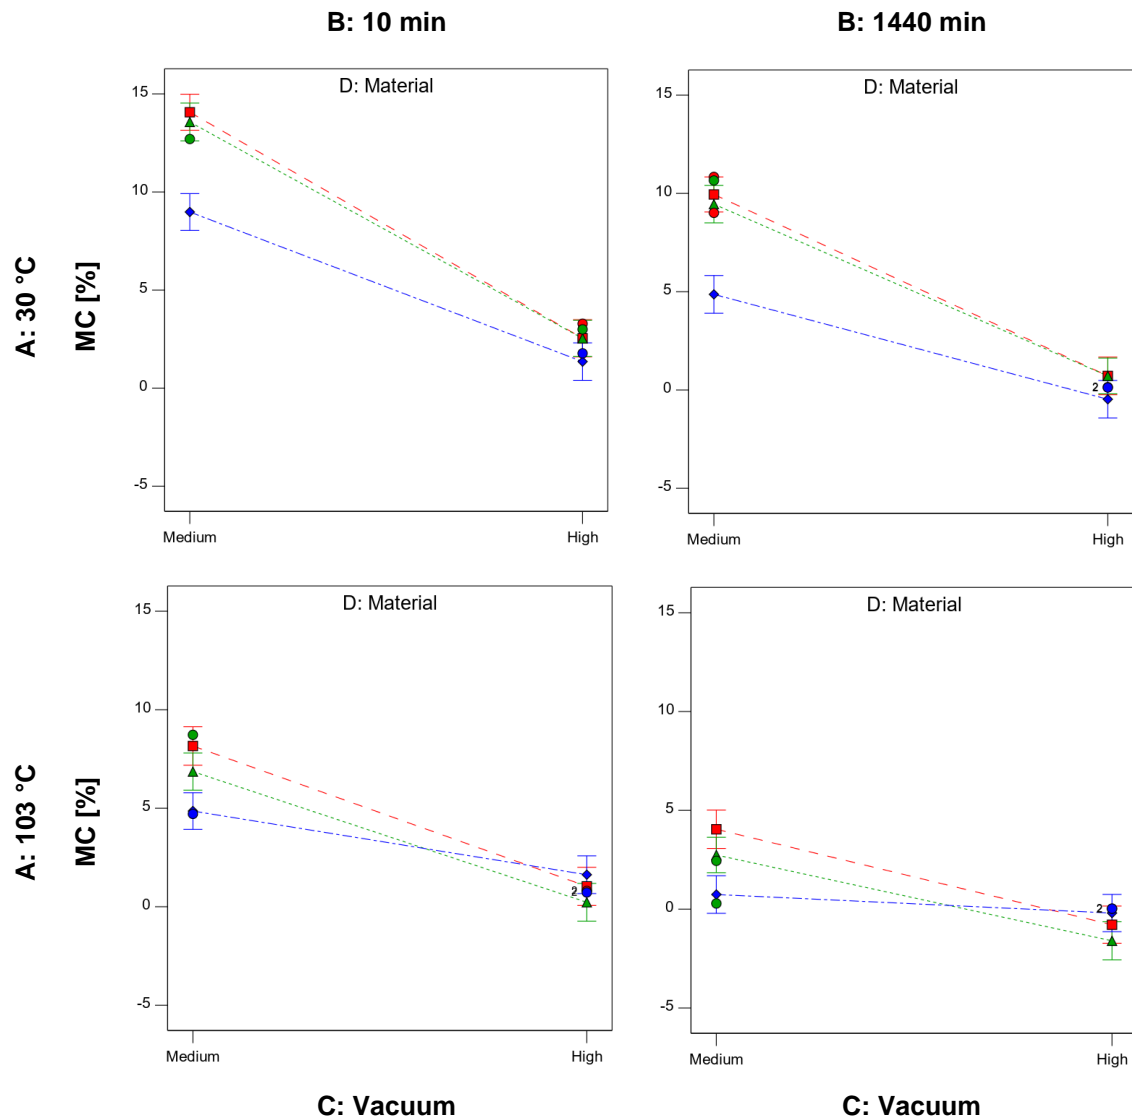 B: 10 min
B: 1440 min
A: 30 °C
MC [%]
D: Material
15
10
5
0
-5
Medium
High
D: Material
15
10
5
0
-5
2
Medium
High
A: 103 °C
MC [%]
D: Material
15
10
5
0
-5
2
Medium
High
D: Material
15
10
5
0
-5
2
Medium
High
C: Vacuum
C: Vacuum